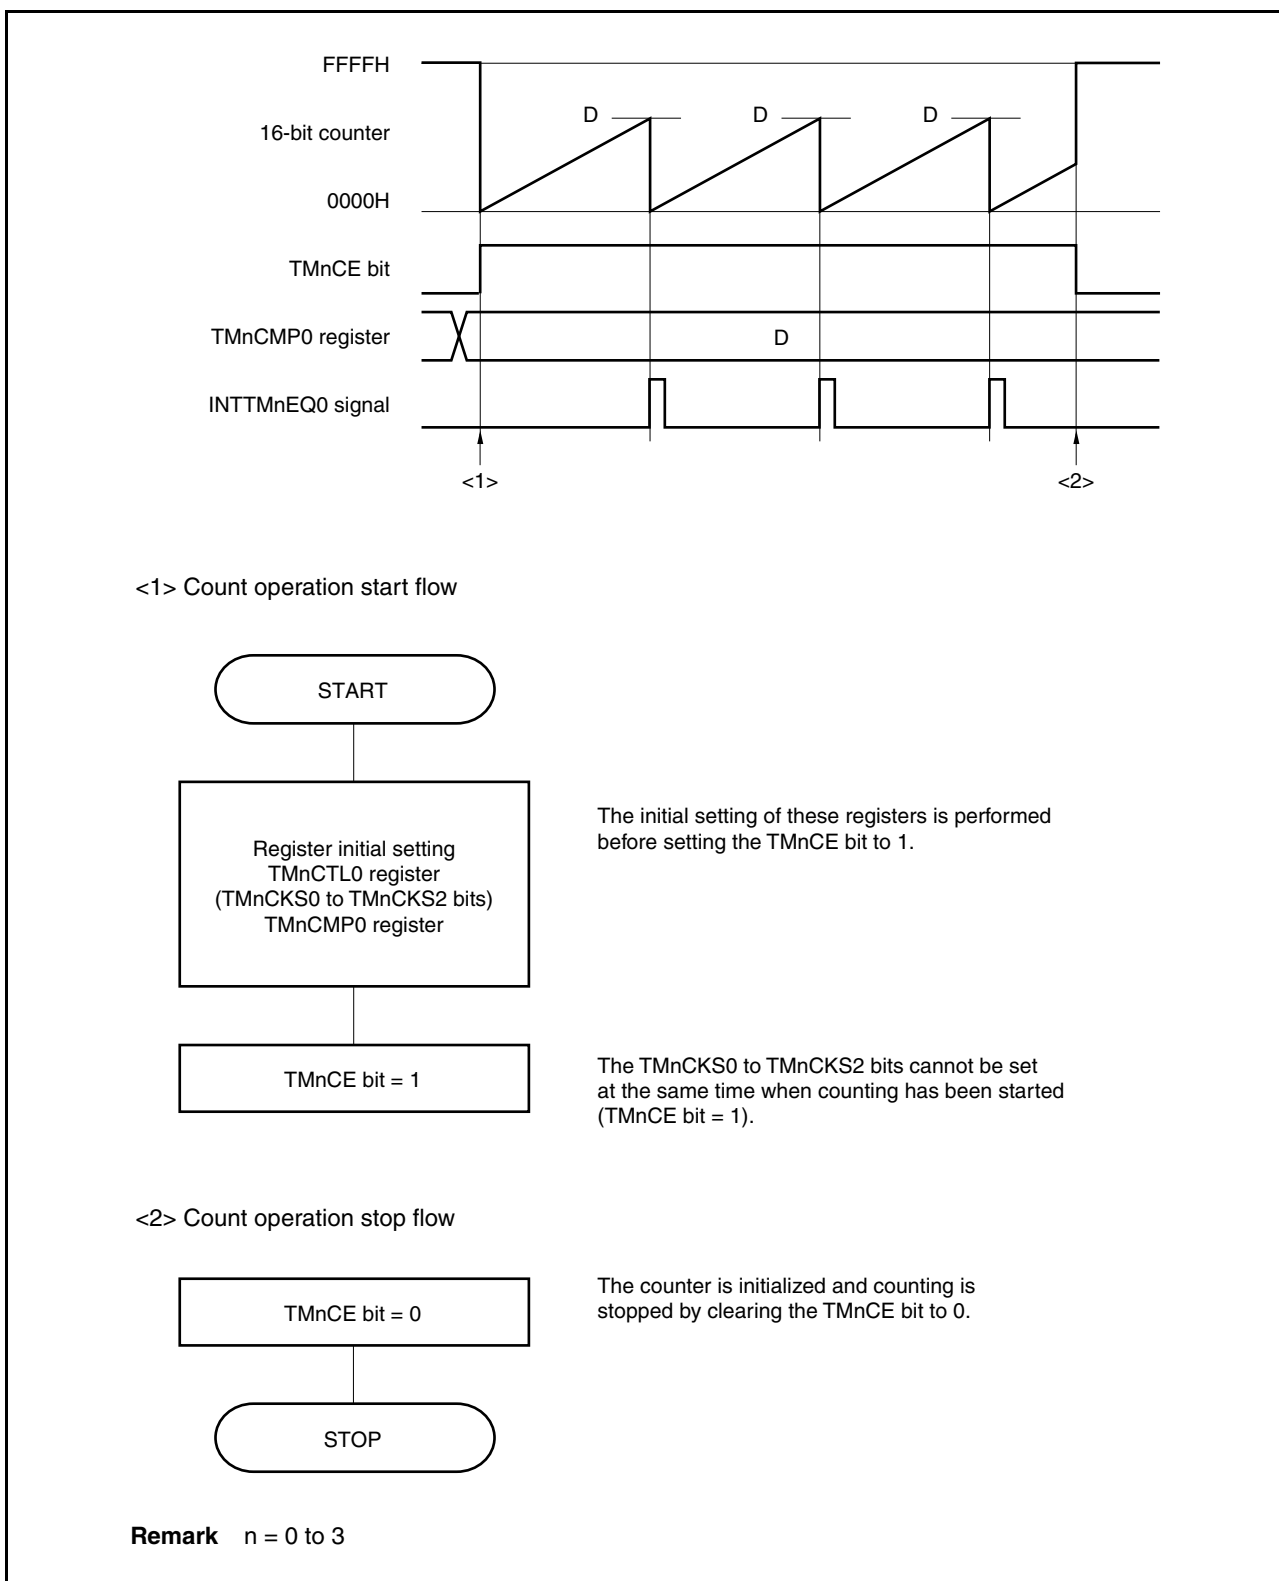 FFFFH
D D D
16-bit counter
0000H
TMnCE bit
TMnCMP0 register
D
INTTMnEQ0 signal
<1> <2>
<1> Count operation start flow
START
Register initial setting
TMnCTL0 register
(TMnCKS0 to TMnCKS2 bits)
TMnCMP0 register
The initial setting of these registers is performed
before setting the TMnCE bit to 1.
TMnCE bit = 1
The TMnCKS0 to TMnCKS2 bits cannot be set
at the same time when counting has been started
(TMnCE bit = 1).
<2> Count operation stop flow
TMnCE bit = 0
The counter is initialized and counting is
stopped by clearing the TMnCE bit to 0.
STOP
Remark n = 0 to 3